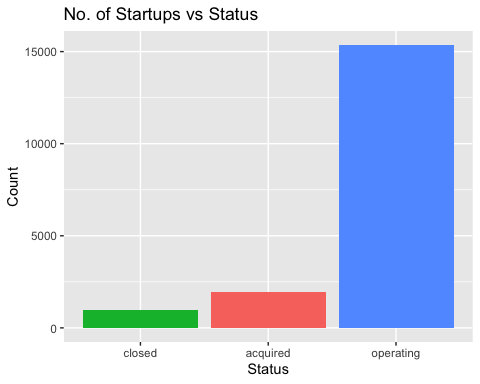 No. of Startups vs Status
Count
15000
10000
5000
0
closed acquired operating
Status